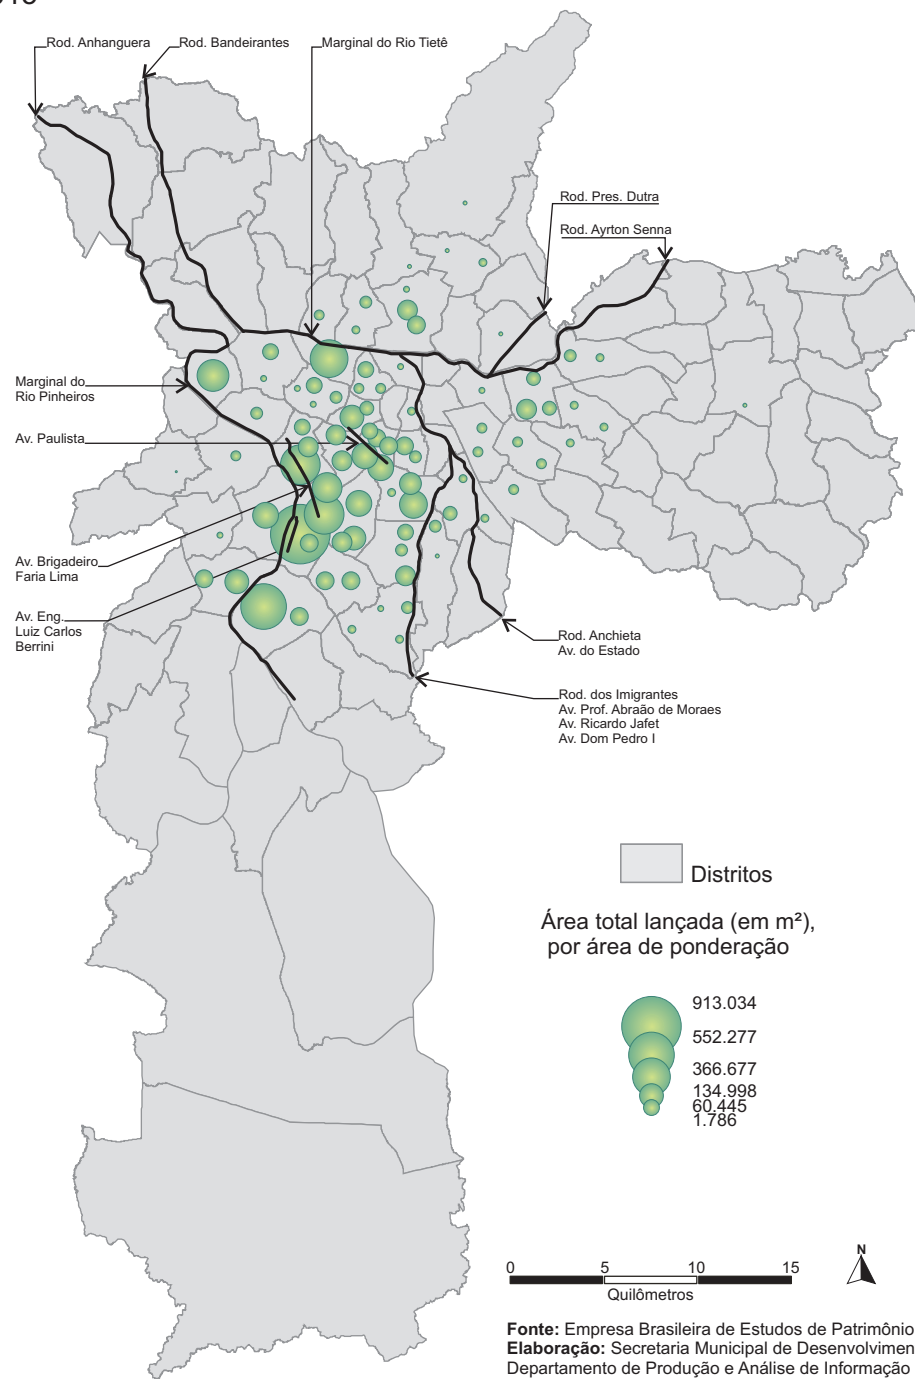 Rod. Anhanguera
Rod. Bandeirantes
Marginal do Rio Tietê
Rod. Pres. Dutra
Rod. Ayrton Senna
Marginal do
Rio Pinheiros
Av. Paulista
Av. Brigadeiro
Faria Lima
Av. Eng.
Luiz Carlos
Berrini
Rod. Anchieta
Av. do Estado
Rod. dos Imigrantes
Av. Prof. Abraão de Moraes
Av. Ricardo Jafet
Av. Dom Pedro I
Distritos
Área total lançada (em m²),
por área de ponderação
913.034
552.277
366.677
134.998
60.445
1.786
0 5 10 15
Quilômetros
N
Fonte: Empresa Brasileira de Estudos de Patrimônio
Elaboração: Secretaria Municipal de Desenvolvimen
Departamento de Produção e Análise de Informação